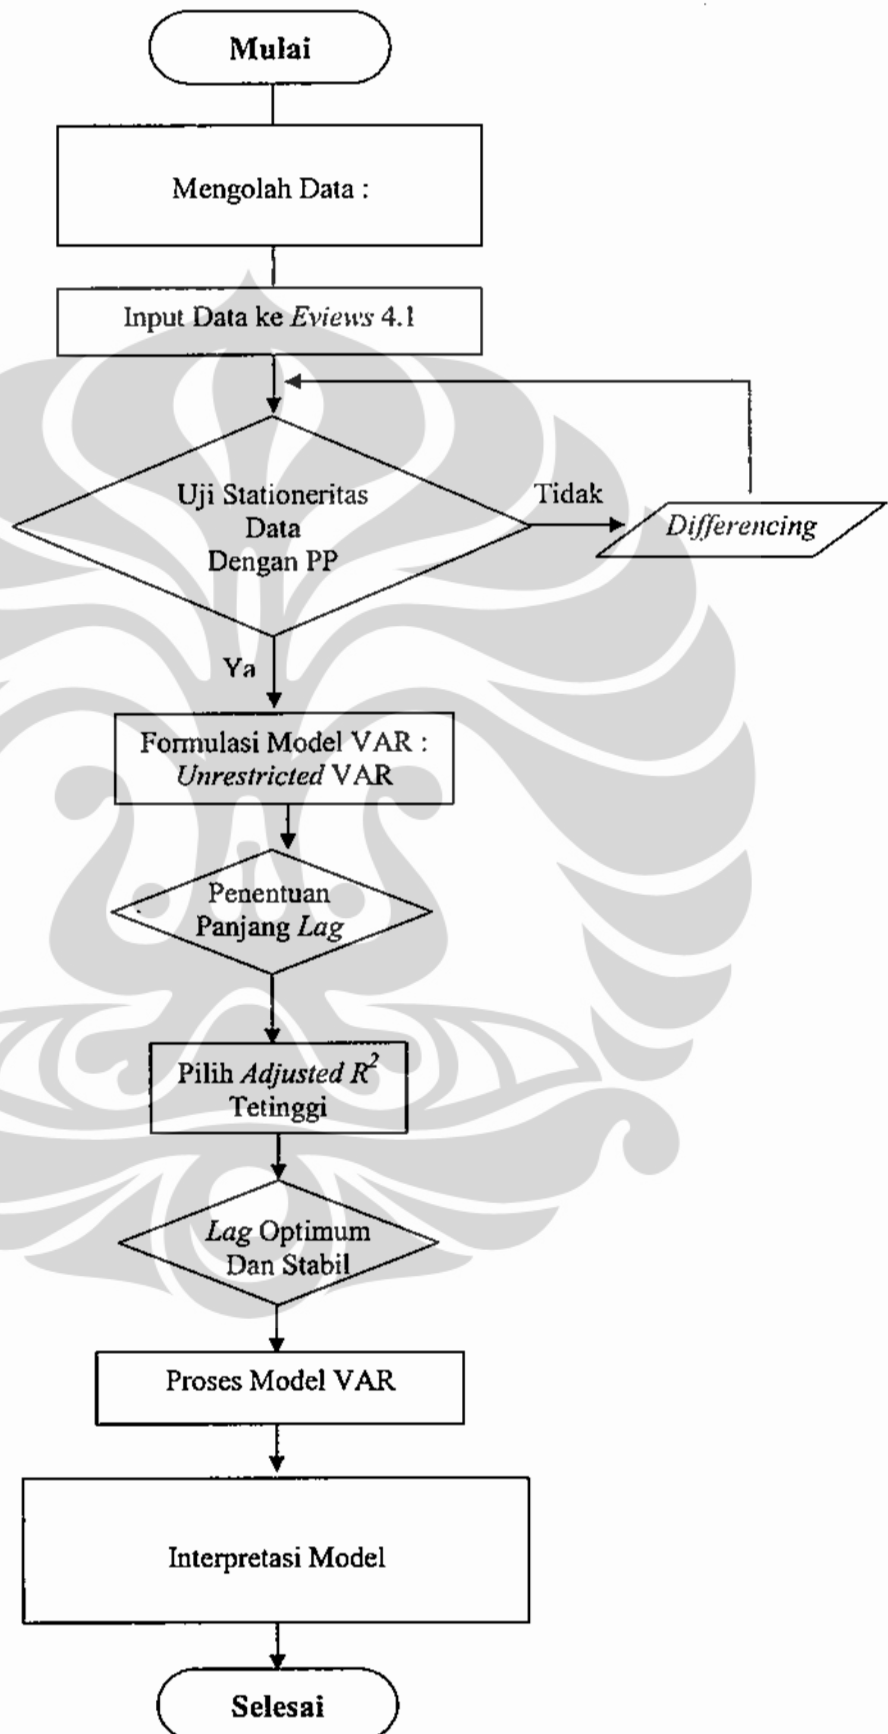 Mulai
Mengolah Data :
Input Data ke Eviews 4.1
Uji Stationeritas
Data
Dengan PP
Tidak
Differencing
Ya
Formulasi Model VAR :
Unrestricted VAR
Penentuan
Panjang Lag
Pilih Adjusted R²
Tetinggi
Lag Optimum
Dan Stabil
Proses Model VAR
Interpretasi Model
Selesai